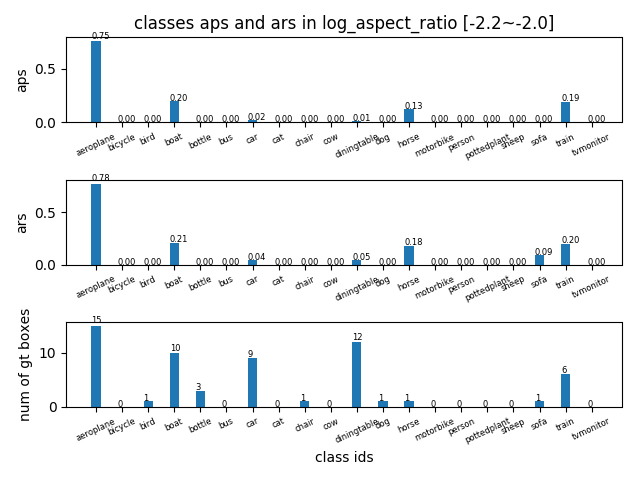 classes aps and ars in log_aspect_ratio [-2.2~-2.0]
aps
0.5
0.0
0.75 0.00 0.00 0.20 0.00 0.00 0.02 0.00 0.00 0.00 0.01 0.00 0.13 0.00 0.00 0.00 0.00 0.00 0.19 0.00
aeroplane bicycle bird boat bottle bus car cat chair cow diningtable dog horse motorbike person pottedplant sheep sofa train tvmonitor
ars
0.5
0.0
0.78 0.00 0.00 0.21 0.00 0.00 0.04 0.00 0.00 0.00 0.05 0.00 0.18 0.00 0.00 0.00 0.00 0.09 0.20 0.00
aeroplane bicycle bird boat bottle bus car cat chair cow diningtable dog horse motorbike person pottedplant sheep sofa train tvmonitor
num of gt boxes
10
0
15 0 1 10 3 0 9 0 1 0 12 1 1 0 0 0 0 1 6 0
aeroplane bicycle bird boat bottle bus car cat chair cow diningtable dog horse motorbike person pottedplant sheep sofa train tvmonitor
class ids